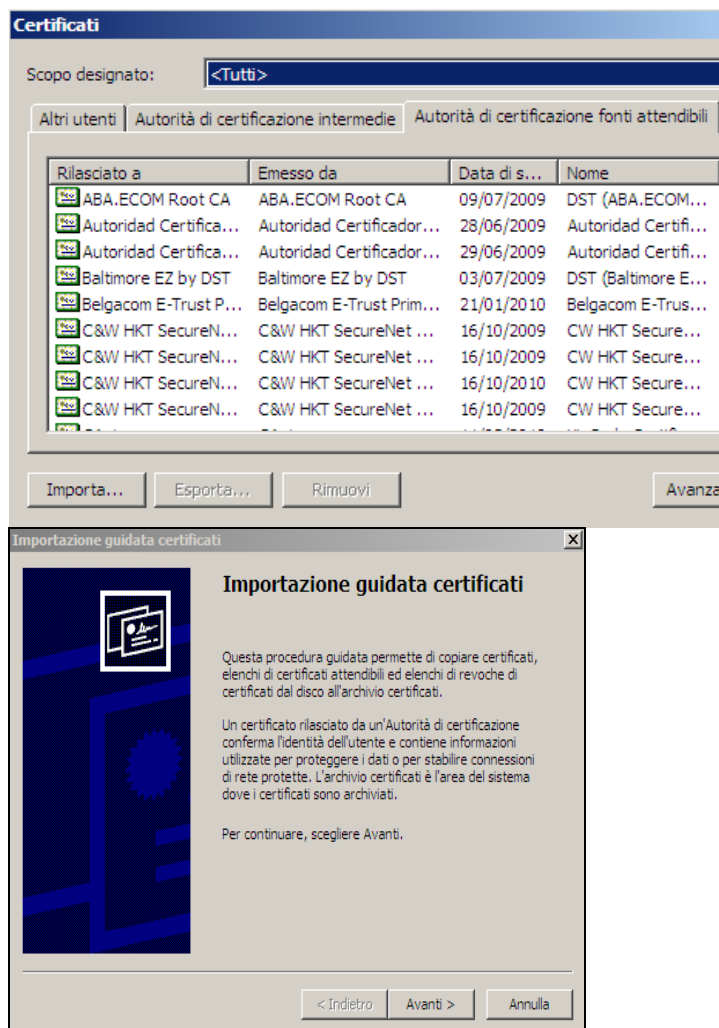 Certificati
Scopo designato: <Tutti>
Altri utenti Autorità di certificazione intermedie Autorità di certificazione fonti attendibili
Rilasciato a Emesso da Data di s... Nome
ABA.ECOM Root CA ABA.ECOM Root CA 09/07/2009 DST (ABA.ECOM...
Autoridad Certifica... Autoridad Certificador... 28/06/2009 Autoridad Certifi...
Autoridad Certifica... Autoridad Certificador... 29/06/2009 Autoridad Certifi...
Baltimore EZ by DST Baltimore EZ by DST 03/07/2009 DST (Baltimore E...
Belgacom E-Trust P... Belgacom E-Trust Prim... 21/01/2010 Belgacom E-Trus...
C&W HKT SecureN... C&W HKT SecureNet ... 16/10/2009 CW HKT Secure...
C&W HKT SecureN... C&W HKT SecureNet ... 16/10/2009 CW HKT Secure...
C&W HKT SecureN... C&W HKT SecureNet ... 16/10/2010 CW HKT Secure...
C&W HKT SecureN... C&W HKT SecureNet ... 16/10/2009 CW HKT Secure...
Importa... Esporta... Rimuovi Avanza
Importazione guidata certificati
Importazione guidata certificati
Questa procedura guidata permette di copiare certificati,
elenchi di certificati attendibili ed elenchi di revoche di
certificati dal disco all'archivio certificati.
Un certificato rilasciato da un'Autorità di certificazione
conferma l'identità dell'utente e contiene informazioni
utilizzate per proteggere i dati o per stabilire connessioni
di rete protette. L'archivio certificati è l'area del sistema
dove i certificati sono archiviati.
Per continuare, scegliere Avanti.
< Indietro Avanti > Annulla